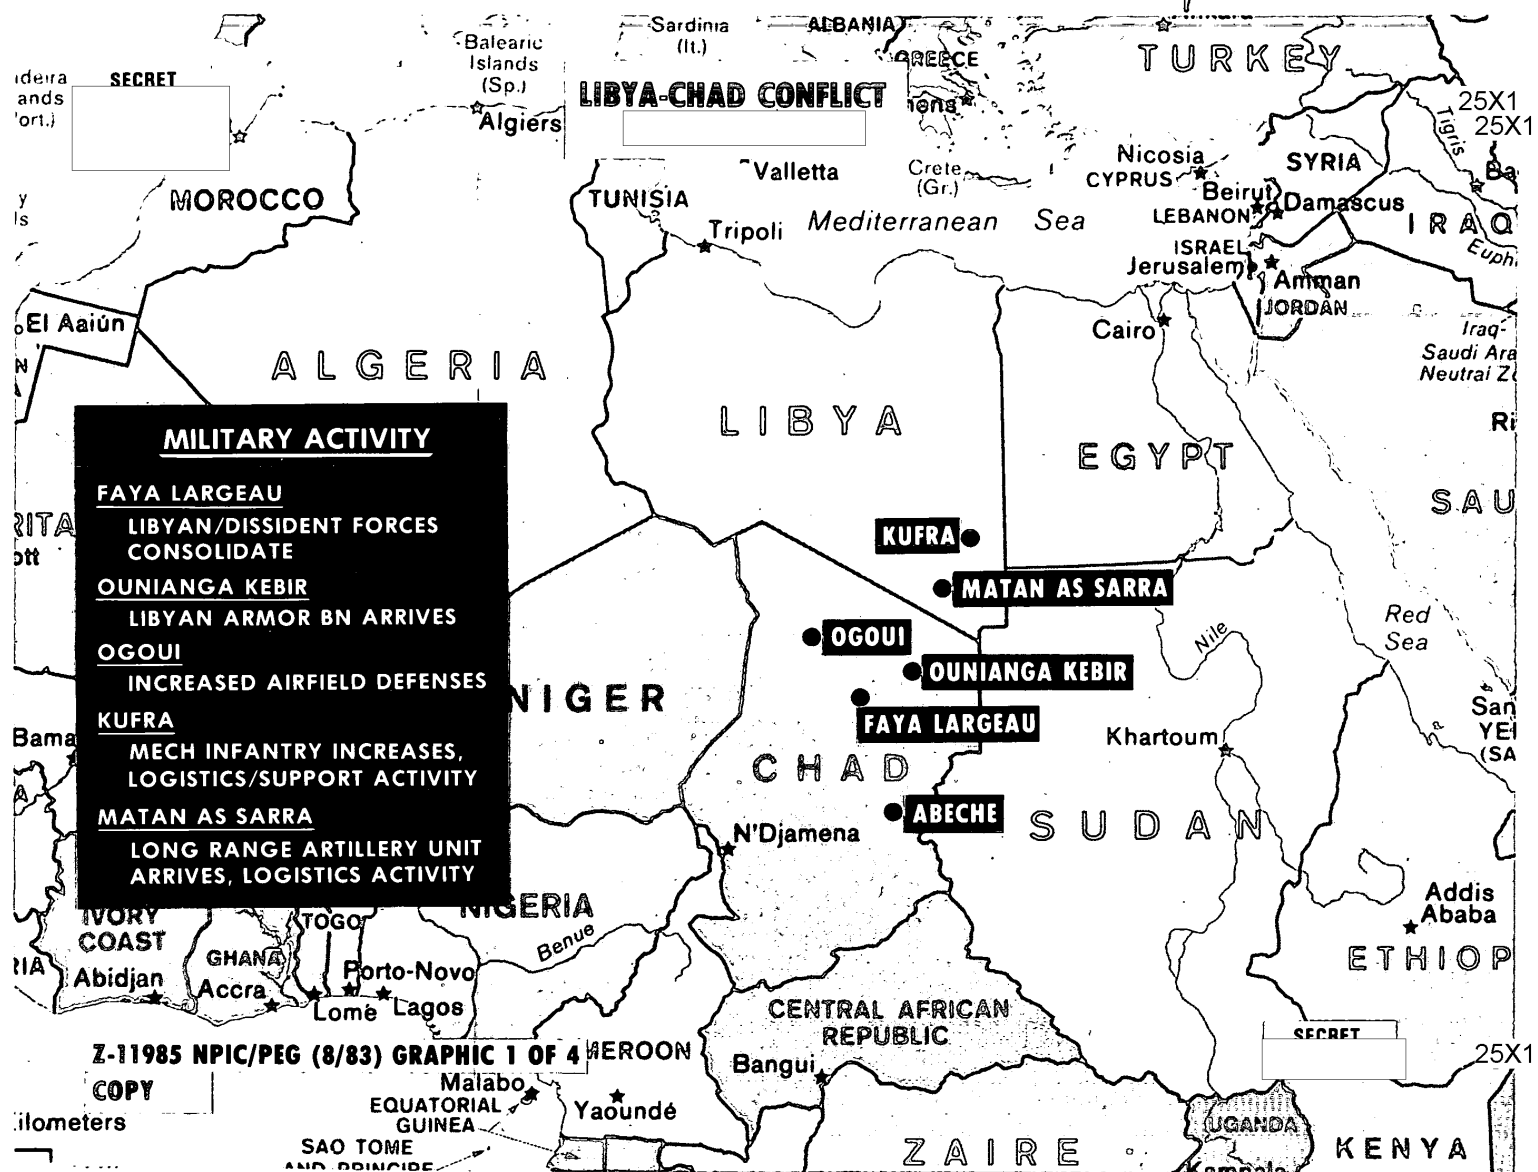 Sardinia
(It.)
ALBANIA
Balearic
Islands
(Sp.)
GREECE
TURKEY
SECRET
LIBYA-CHAD CONFLICT
25X1
25X1
Algiers
Tigris
Nicosia
CYPRUS
SYRIA
Valletta
Crete
(Gr.)
MOROCCO
TUNISIA
Beirut
LEBANON
Damascus
IRAQ
Tripoli
Mediterranean Sea
ISRAEL
Jerusalem
Amman
JORDAN
El Aaiún
Cairo
Iraq-
ALGERIA
LIBYA
EGYPT
MILITARY ACTIVITY
FAYA LARGEAU
LIBYAN/DISSIDENT FORCES
CONSOLIDATE
OUNIANGA KEBIR
LIBYAN ARMOR BN ARRIVES
OGOUI
INCREASED AIRFIELD DEFENSES
KUFRA
MECH INFANTRY INCREASES,
LOGISTICS/SUPPORT ACTIVITY
MATAN AS SARRA
LONG RANGE ARTILLERY UNIT
ARRIVES, LOGISTICS ACTIVITY
KUFRA
MATAN AS SARRA
OGOUI
OUNIANGA KEBIR
FAYA LARGEAU
ABECHE
Nile
Red
Sea
NIGER
CHAD
Khartoum
SUDAN
N'Djamena
NIGERIA
Benue
IVORY
COAST
TOGO
GHANA
Abidjan
Accra
Porto-Novo
Lomé
Lagos
Addis
Ababa
ETHIOP
CENTRAL AFRICAN
REPUBLIC
Bangui
SECRET
25X1
Z-11985 NPIC/PEG (8/83) GRAPHIC 1 OF 4
COPY
MEROON
Malabo
EQUATORIAL
GUINEA
Yaoundé
SAO TOME
AND PRINCIPE
ilometers
ZAIRE
UGANDA
Kampala
KENYA